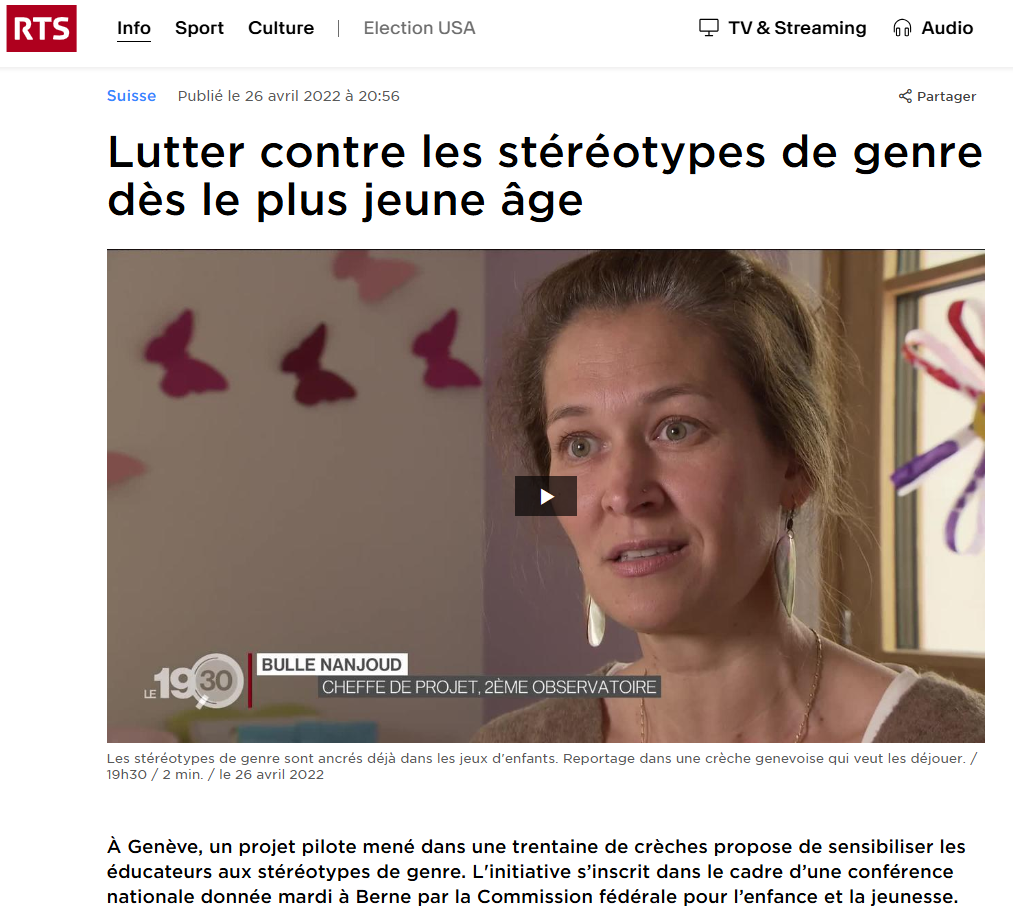 RTS Info Sport Culture | Election USA TV & Streaming Audio
Suisse Publié le 26 avril 2022 à 20:56 Partager
Lutter contre les stéréotypes de genre
dès le plus jeune âge
LE 19 30
BULLE NANJOUD
CHEFFE DE PROJET, 2ÈME OBSERVATOIRE
Les stéréotypes de genre sont ancrés déjà dans les jeux d'enfants. Reportage dans une crèche genevoise qui veut les déjouer. /
19h30 / 2 min. / le 26 avril 2022
À Genève, un projet pilote mené dans une trentaine de crèches propose de sensibiliser les
éducateurs aux stéréotypes de genre. L'initiative s’inscrit dans le cadre d’une conférence
nationale donnée mardi à Berne par la Commission fédérale pour l’enfance et la jeunesse.